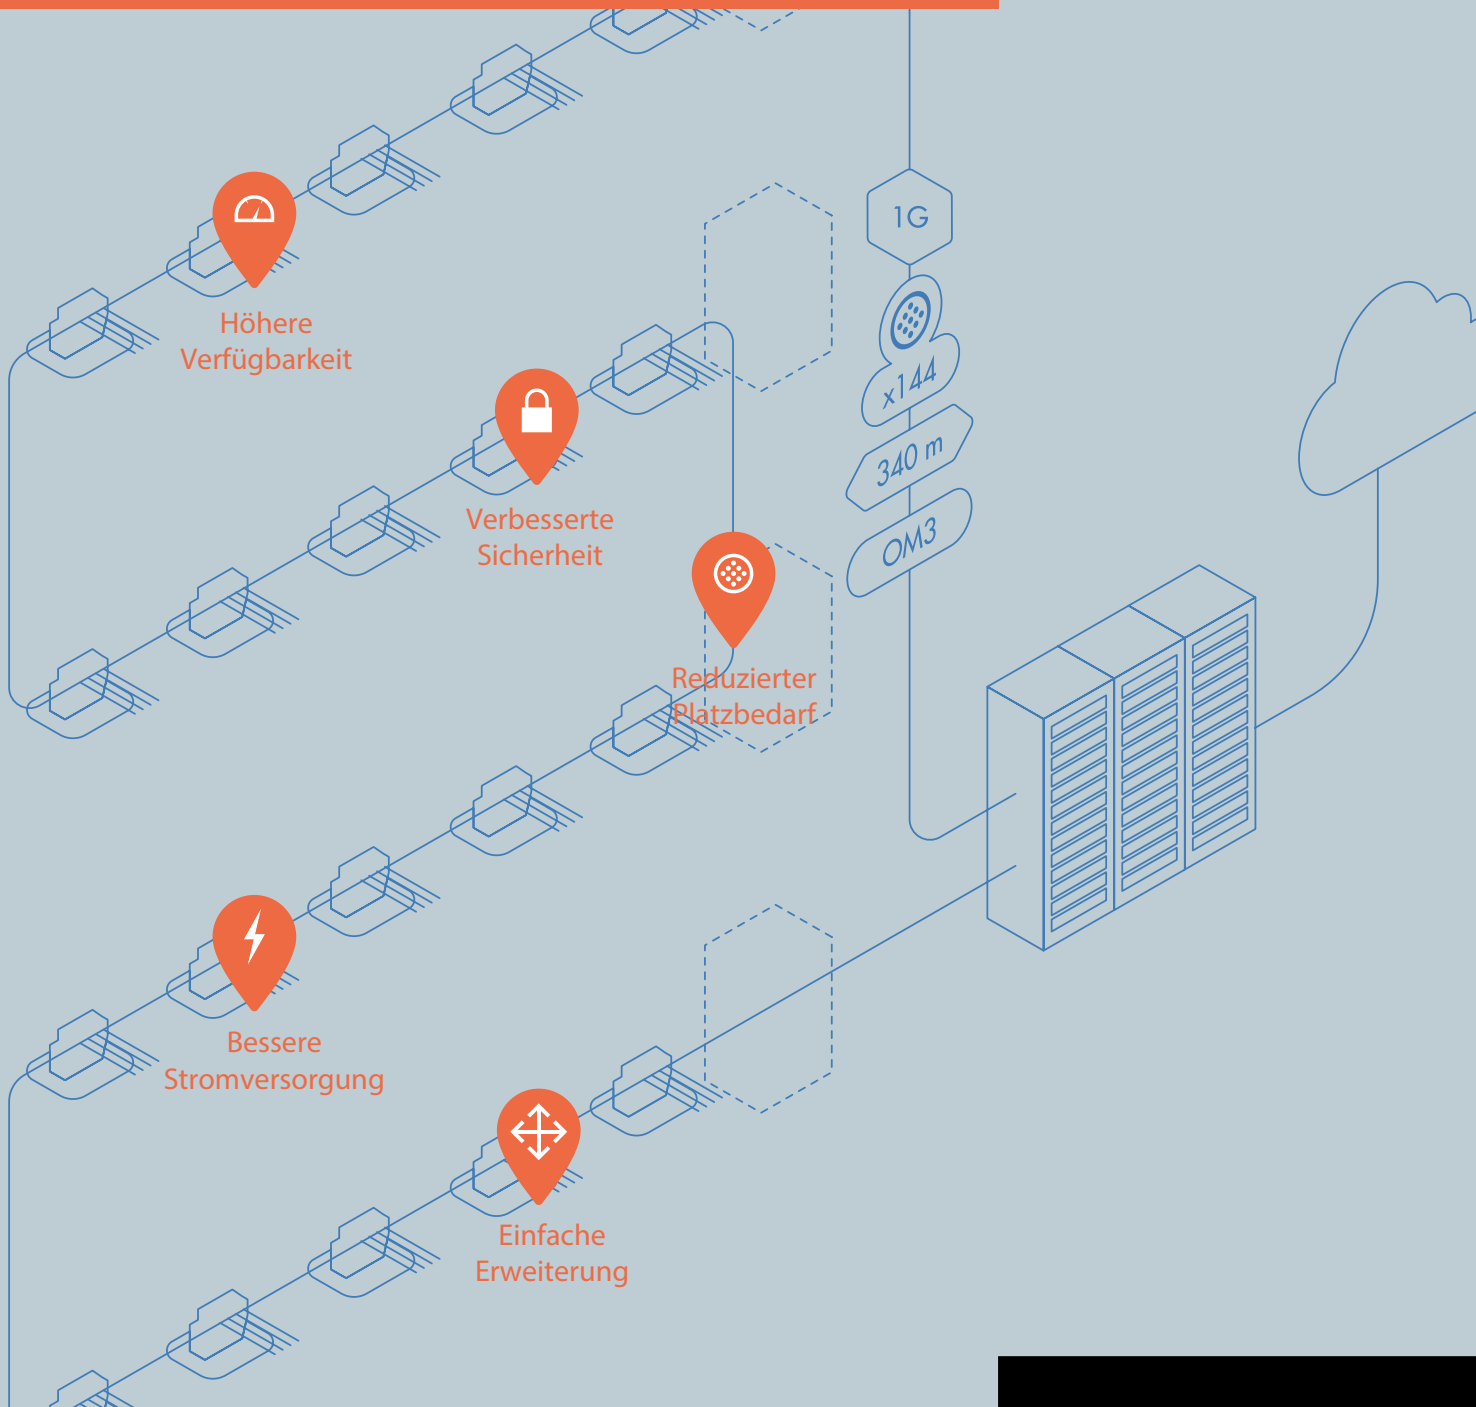 1G
Höhere
Verfügbarkeit
x144
340 m
Verbesserte
Sicherheit
OM3
Reduzierter
Platzbedarf
Bessere
Stromversorgung
Einfache
Erweiterung